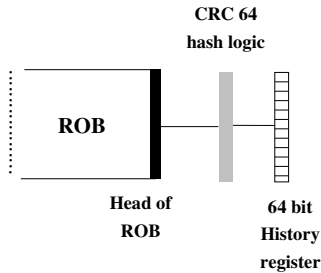 CRC 64
hash logic
ROB
Head of
ROB
64 bit
History
register